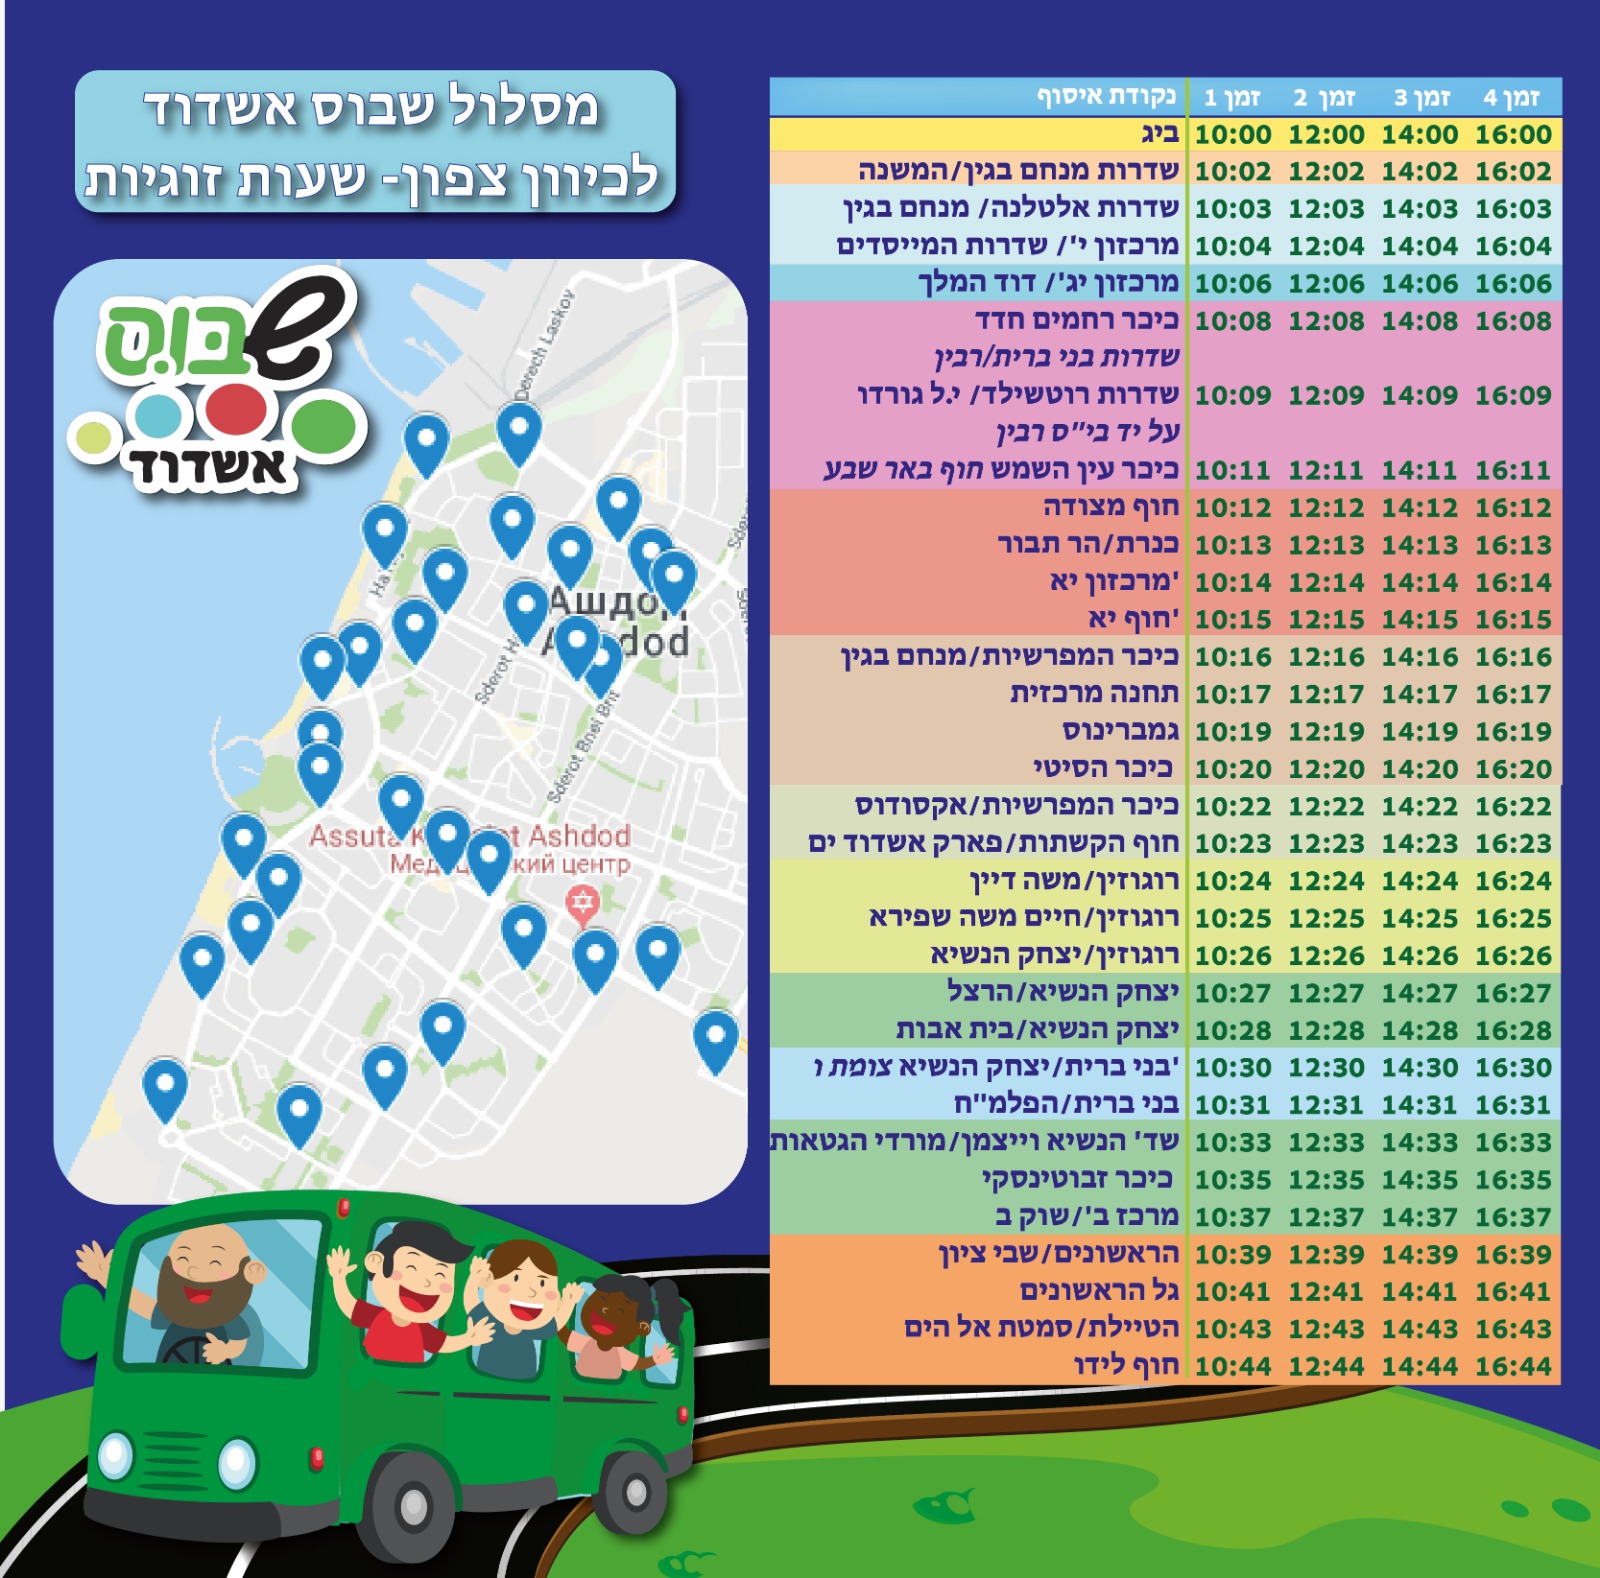 מסלול שבוס אשדוד
לכיוון צפון- שעות זוגיות
שבוס
אשדוד
Derech Laskov
Sderot H
Sderot Bnei Brit
Ашдод
Ashdod
Assuta Ashdod
кий центр
נקודת איסוף זמן 1 זמן 2 זמן 3 זמן 4
ביג 10:00 12:00 14:00 16:00
שדרות מנחם בגין/המשנה 10:02 12:02 14:02 16:02
שדרות אלטלנה/ מנחם בגין 10:03 12:03 14:03 16:03
מרכזון י'/ שדרות המייסדים 10:04 12:04 14:04 16:04
מרכזון יג'/ דוד המלך 10:06 12:06 14:06 16:06
כיכר רחמים חדד 10:08 12:08 14:08 16:08
שדרות בני ברית/רבין
שדרות רוטשילד/ י.ל גורדו 10:09 12:09 14:09 16:09
על יד בי"ס רבין
כיכר עין השמש חוף באר שבע 10:11 12:11 14:11 16:11
חוף מצודה 10:12 12:12 14:12 16:12
כנרת/הר תבור 10:13 12:13 14:13 16:13
'מרכזון יא 10:14 12:14 14:14 16:14
'חוף יא 10:15 12:15 14:15 16:15
כיכר המפרשיות/מנחם בגין 10:16 12:16 14:16 16:16
תחנה מרכזית 10:17 12:17 14:17 16:17
גמברינוס 10:19 12:19 14:19 16:19
כיכר הסיטי 10:20 12:20 14:20 16:20
כיכר המפרשיות/אקסודוס 10:22 12:22 14:22 16:22
חוף הקשתות/פארק אשדוד ים 10:23 12:23 14:23 16:23
רוגוזין/משה דיין 10:24 12:24 14:24 16:24
רוגוזין/חיים משה שפירא 10:25 12:25 14:25 16:25
רוגוזין/יצחק הנשיא 10:26 12:26 14:26 16:26
יצחק הנשיא/הרצל 10:27 12:27 14:27 16:27
יצחק הנשיא/בית אבות 10:28 12:28 14:28 16:28
'בני ברית/יצחק הנשיא צומת ו 10:30 12:30 14:30 16:30
בני ברית/הפלמ"ח 10:31 12:31 14:31 16:31
שד' הנשיא וייצמן/מורדי הגטאות 10:33 12:33 14:33 16:33
כיכר זבוטינסקי 10:35 12:35 14:35 16:35
מרכז ב'/שוק ב 10:37 12:37 14:37 16:37
הראשונים/שבי ציון 10:39 12:39 14:39 16:39
גל הראשונים 10:41 12:41 14:41 16:41
הטיילת/סמטת אל הים 10:43 12:43 14:43 16:43
חוף לידו 10:44 12:44 14:44 16:44